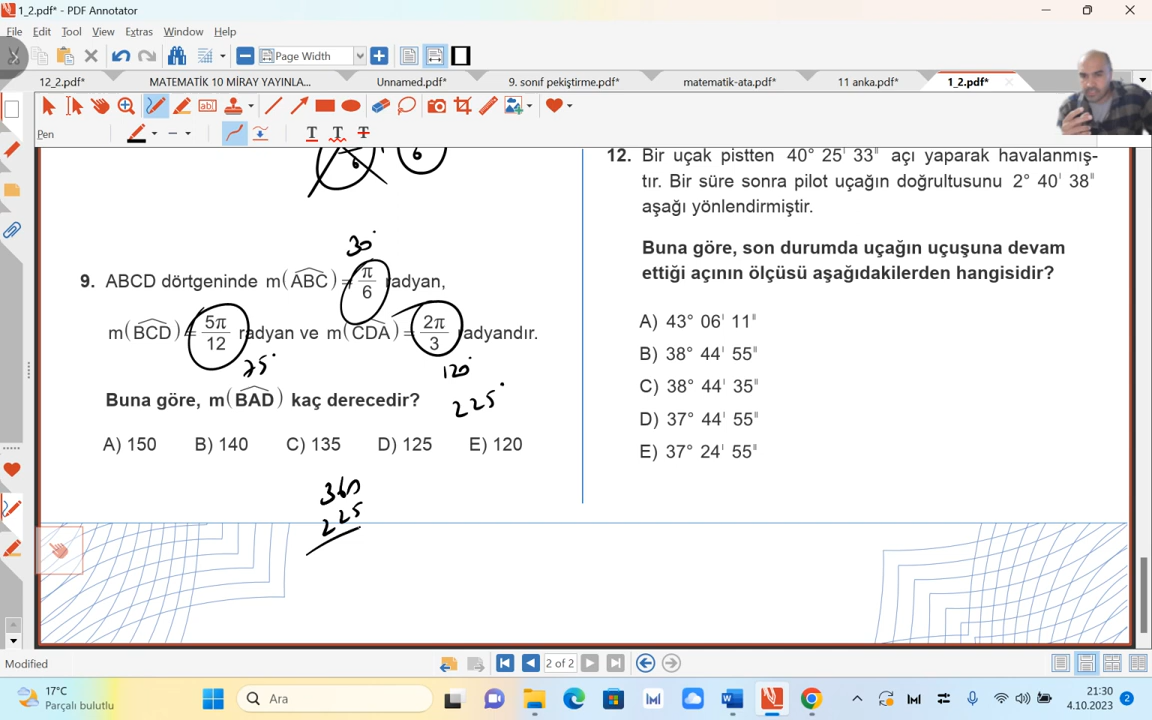 1_2.pdf* - PDF Annotator
File Edit Tool View Extras Window Help
Page Width
12_2.pdf* MATEMATİK 10 MİRAY YAYINLA... Unnamed.pdf* 9. sınıf pekiştirme.pdf* matematik-ata.pdf* 11 anka.pdf* 1_2.pdf*
Pen
6 6
30°
9. ABCD dörtgeninde m(ABC) = π/6 radyan,
m(BCD) = 5π/12 radyan ve m(CDA) = 2π/3 radyandır.
75° 120°
225°
Buna göre, m(BAD) kaç derecedir?
A) 150 B) 140 C) 135 D) 125 E) 120
360
225
12. Bir uçak pistten 40° 25' 33" açı yaparak havalanmış-
tır. Bir süre sonra pilot uçağın doğrultusunu 2° 40' 38"
aşağı yönlendirmiştir.
Buna göre, son durumda uçağın uçuşuna devam
ettiği açının ölçüsü aşağıdakilerden hangisidir?
A) 43° 06' 11"
B) 38° 44' 55"
C) 38° 44' 35"
D) 37° 44' 55"
E) 37° 24' 55"
Modified 2 of 2
17°C
Parçalı bulutlu
Ara
21:30
4.10.2023
2